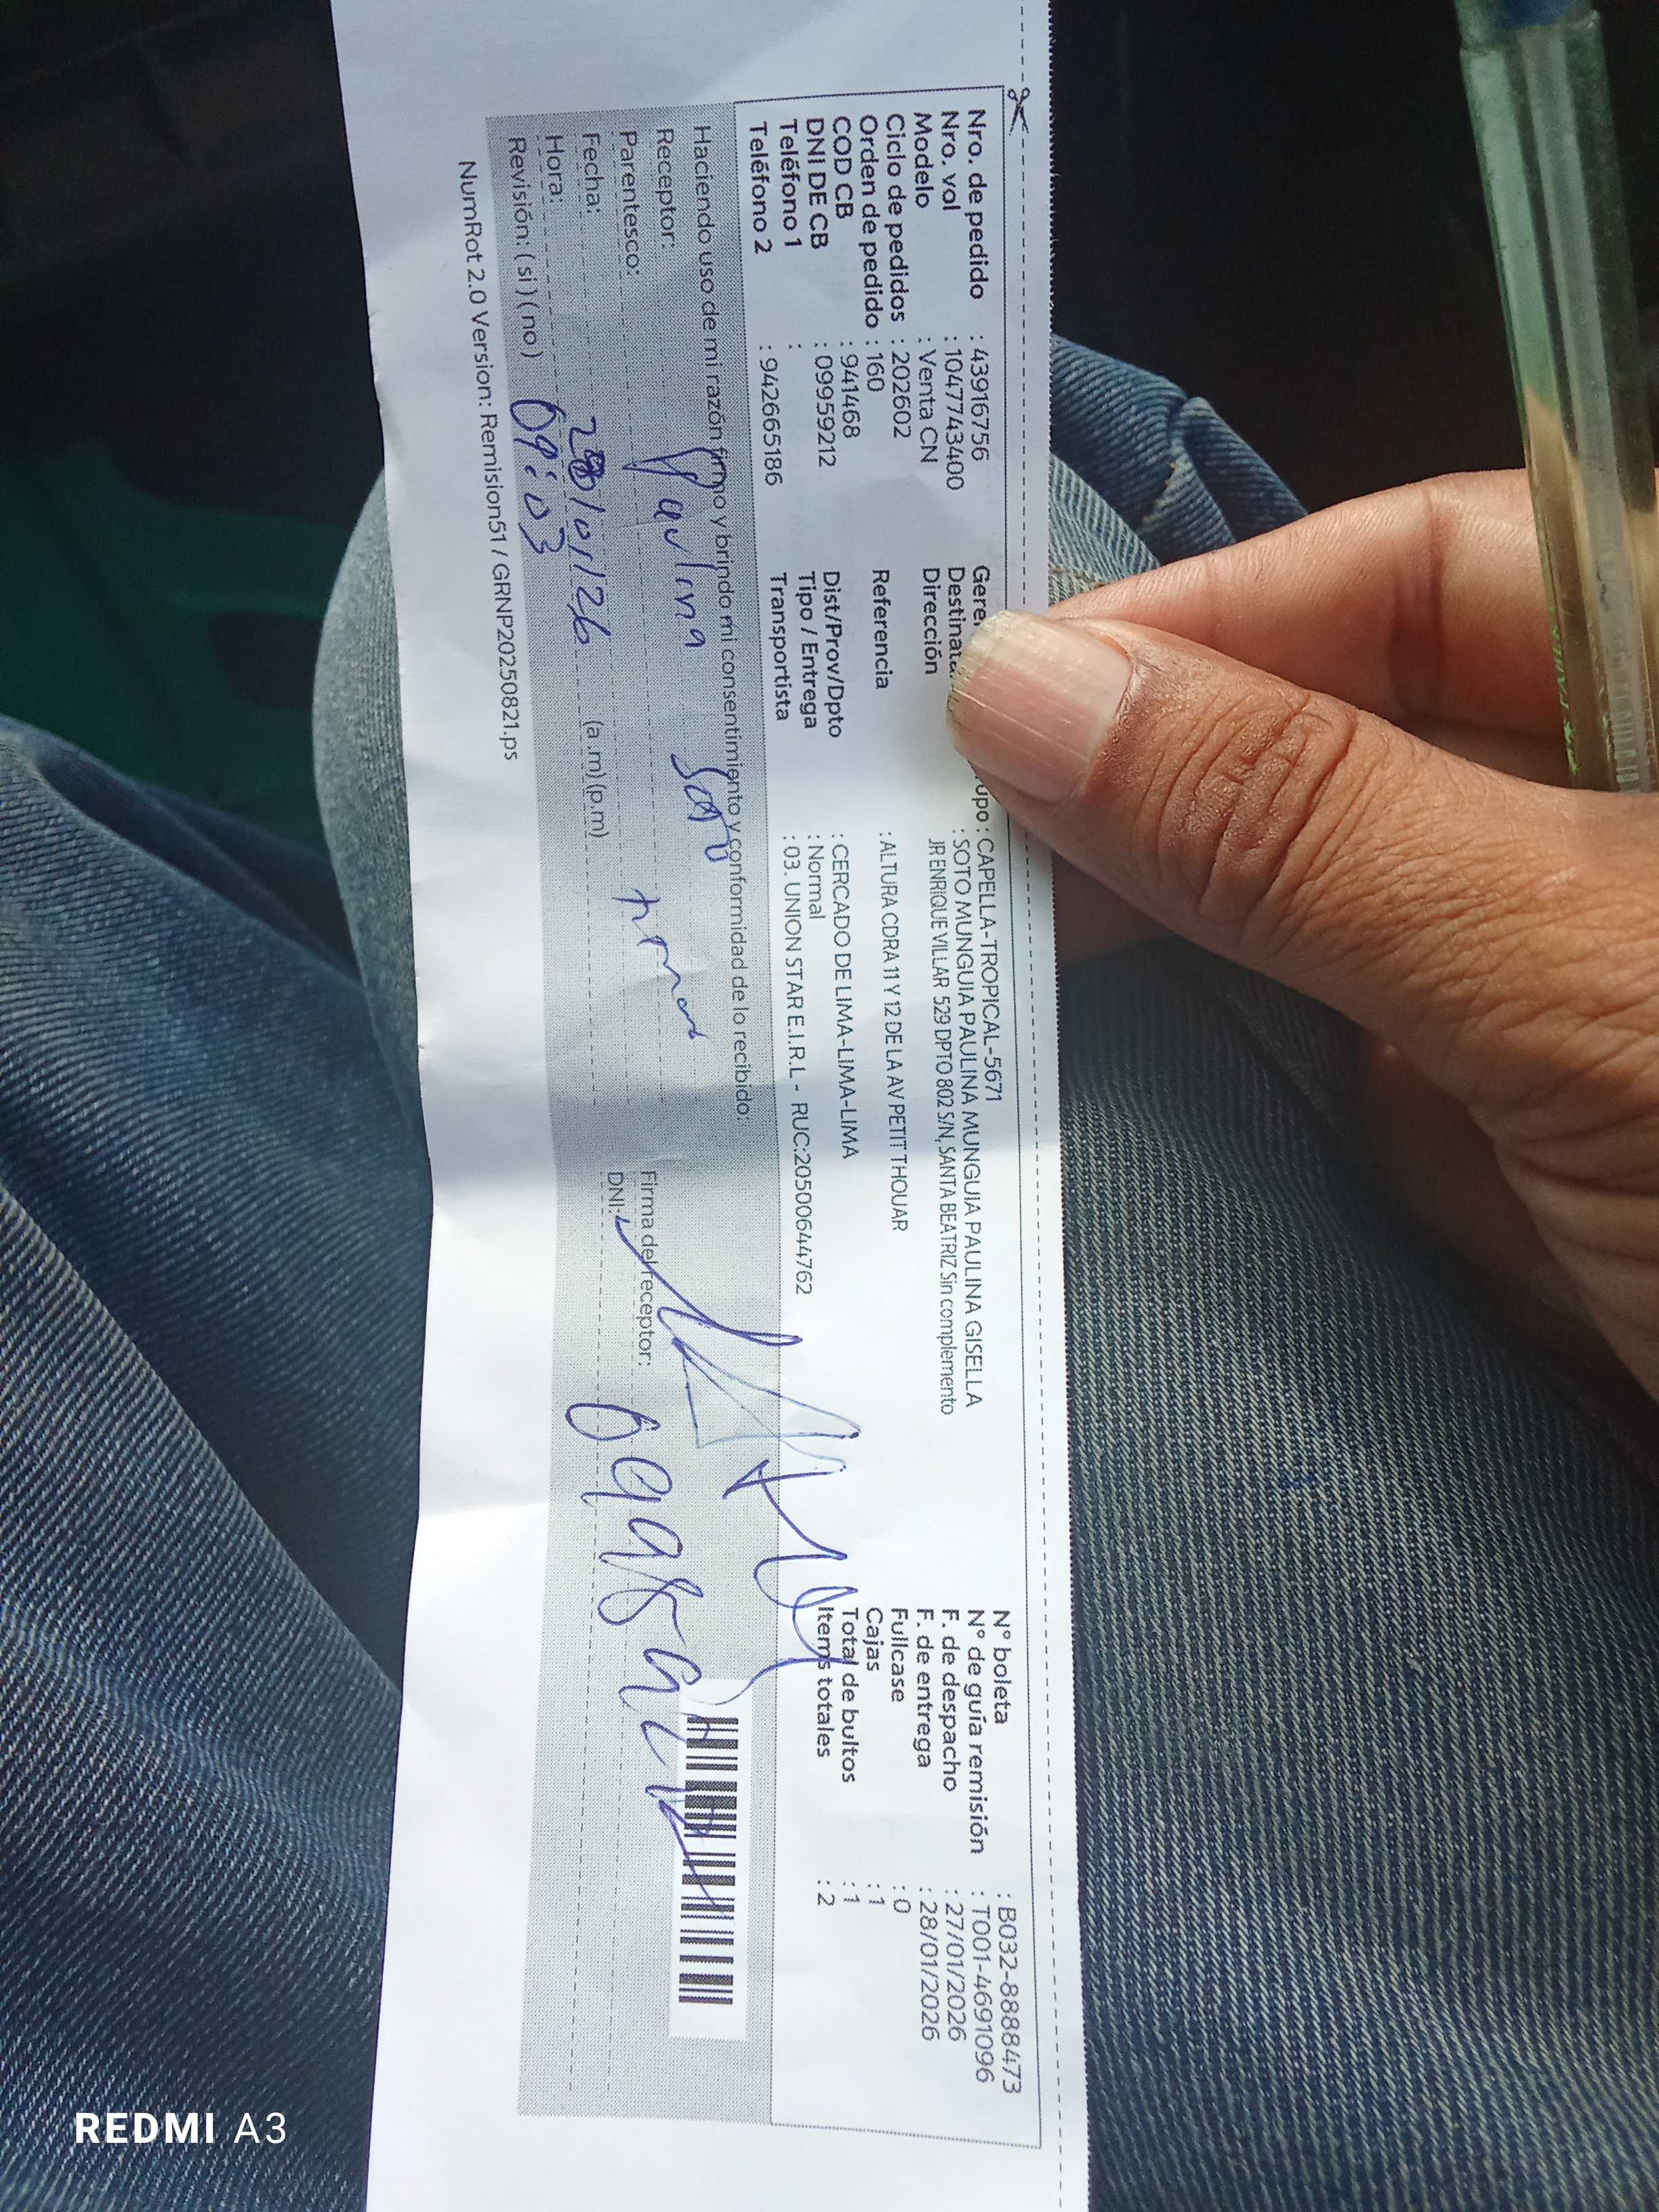 Nro. de pedido : 43916756
Nro. vol : 10477434​00
Modelo : Venta CN
Ciclo de pedidos : 202602
Orden de pedido : 160
COD CB : 941468
DNI DE CB : 09959212
Teléfono 1 :
Teléfono 2 : 942665186
upo : CAPELLA-TROPICAL-5671
: SOTO MUNGUIA PAULINA MUNGUIA PAULINA GISELLA
Dirección JR ENRIQUE VILLAR 529 DPTO 802 S/N, SANTA BEATRIZ Sin complemento
Referencia : ALTURA CDRA 11 Y 12 DE LA AV PETIT THOUAR
Dist/Prov/Dpto : CERCADO DE LIMA-LIMA-LIMA
Tipo / Entrega : Normal
Transportista : 03. UNION STAR E.I.R.L - RUC:20500644762
N° boleta : B032-8888473
N° de guía remisión : T001-4691096
F. de despacho : 27/01/2026
F. de entrega : 28/01/2026
Fullcase : 0
Cajas : 1
Total de bultos : 1
Items totales : 2
Haciendo uso de mi razón firmo y brindo mi consentimiento y conformidad de lo recibido:
Receptor: Paulina Soto
Parentesco:
Fecha: 28/01/26
Hora: 09:03 (a.m) (p.m)
Revisión: (si) (no)
Firma del receptor:
DNI:
NumRot 2.0 Version: Remision51 / GRNP20250821.ps
REDMI A3